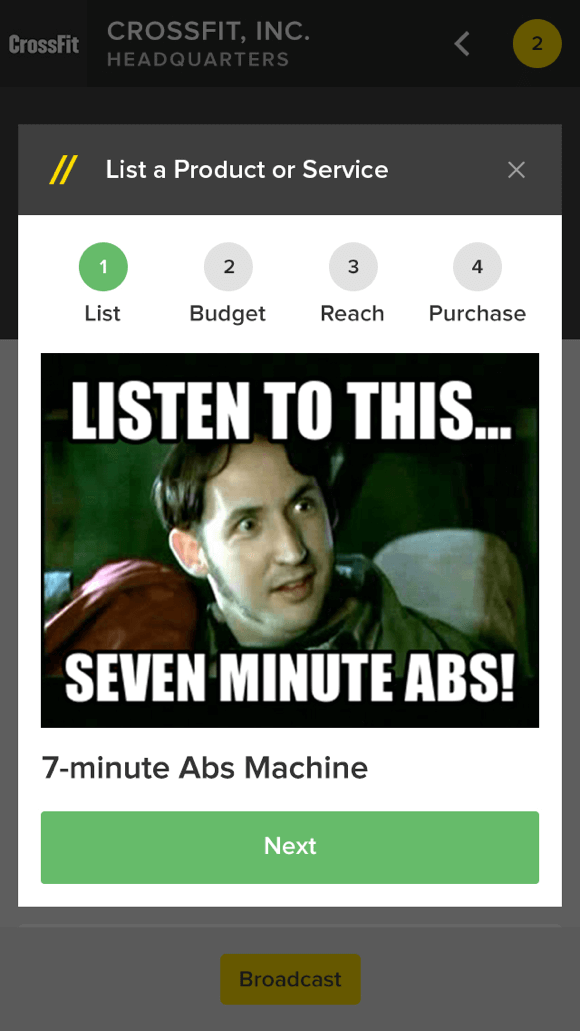 CrossFit
CROSSFIT, INC.
HEADQUARTERS
2
List a Product or Service
1
2
3
4
List
Budget
Reach
Purchase
LISTEN TO THIS...
SEVEN MINUTE ABS!
7-minute Abs Machine
Next
Broadcast